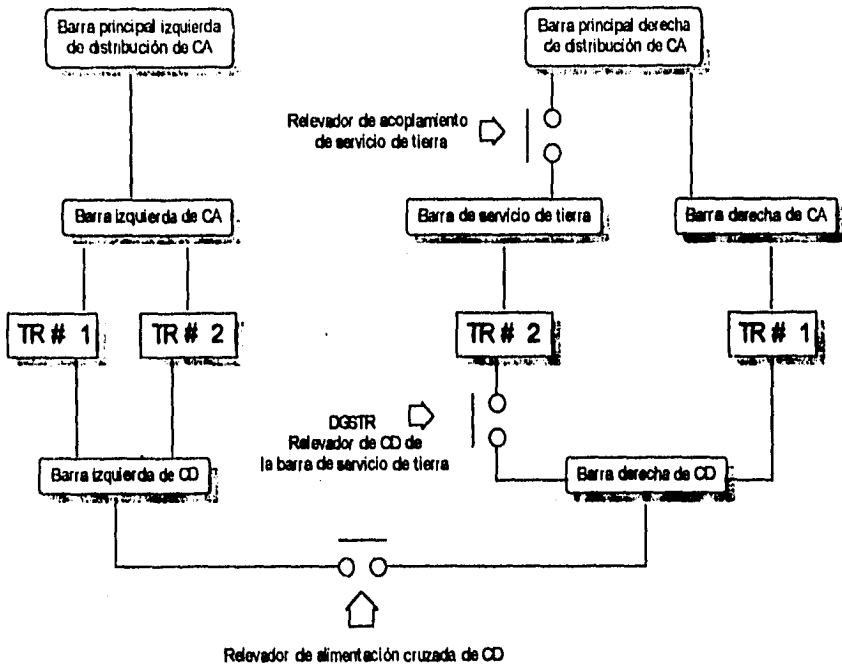 Barra principal izquierda
de distribución de CA
Barra principal derecha
de distribución de CA
Relevador de acoplamiento
de servicio de tierra
Barra izquierda de CA
Barra de servicio de tierra
Barra derecha de CA
TR # 1
TR # 2
TR # 2
TR # 1
DGSTR
Relevador de CD de
la barra de servicio de tierra
Barra izquierda de CD
Barra derecha de CD
Relevador de alimentación cruzada de CD